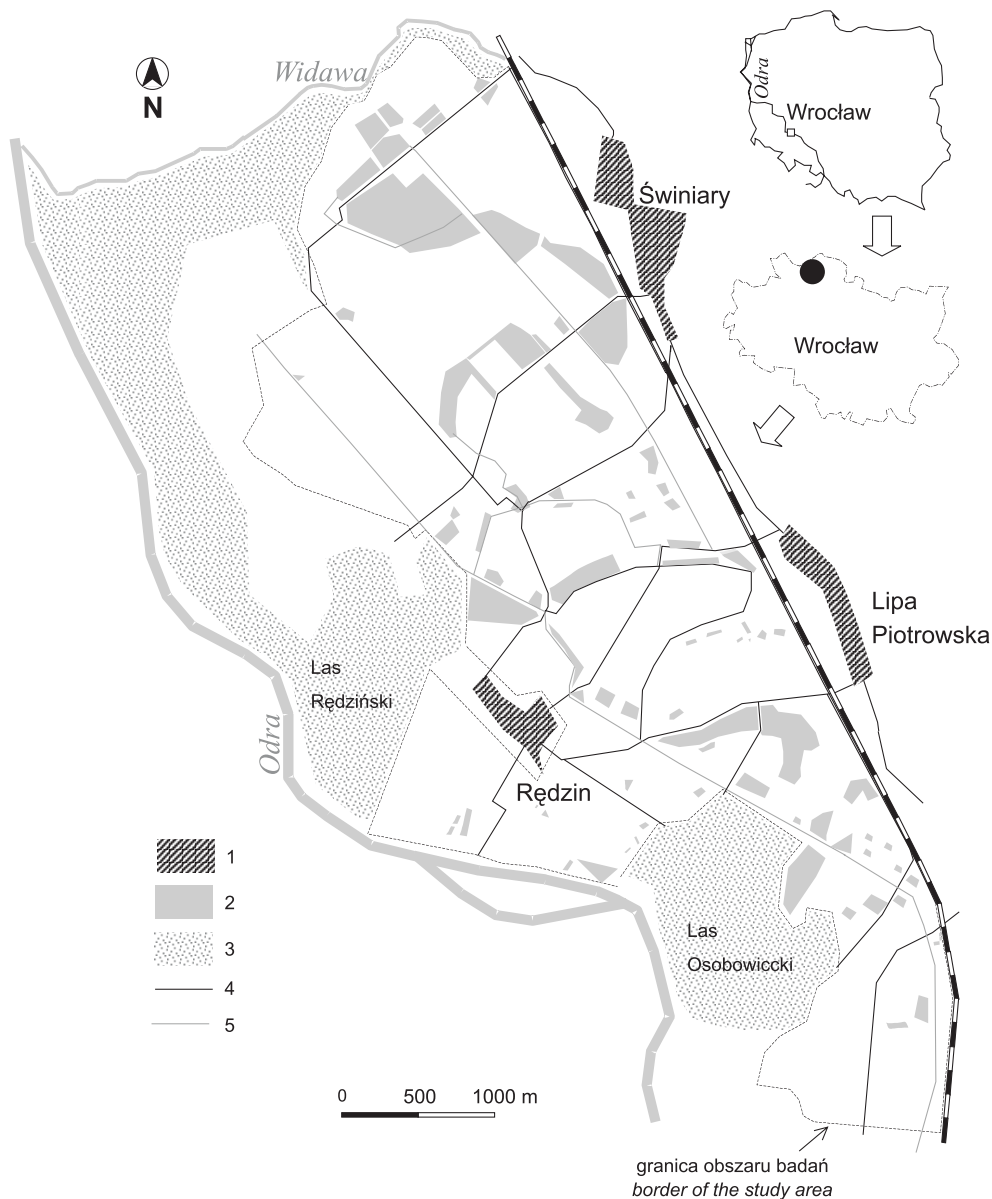 Widawa
N
Odra
Wrocław
Świniary
Wrocław
Lipa
Piotrowska
Las
Rędziński
Odra
Rędzin
1
2
3
4
5
Las
Osobowiccki
0 500 1000 m
granica obszaru badań
border of the study area